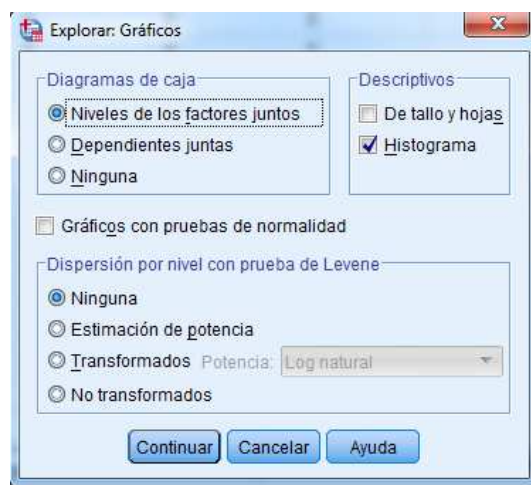 Explorar: Gráficos
Diagramas de caja
Niveles de los factores juntos
Dependientes juntas
Ninguna
Descriptivos
De tallo y hojas
Histograma
Gráficos con pruebas de normalidad
Dispersión por nivel con prueba de Levene
Ninguna
Estimación de potencia
Transformados Potencia: Log natural
No transformados
Continuar Cancelar Ayuda